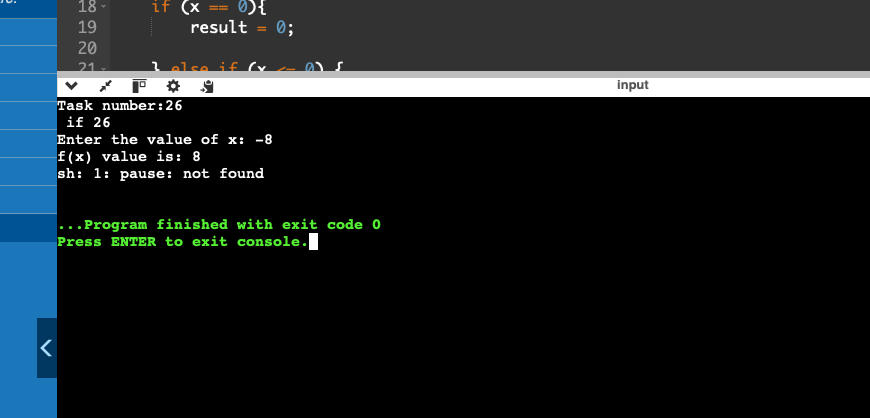 18 if (x == 0){
19 result = 0;
20
21 } else if (x <= 0) {
input
Task number:26
if 26
Enter the value of x: -8
f(x) value is: 8
sh: 1: pause: not found
...Program finished with exit code 0
Press ENTER to exit console.